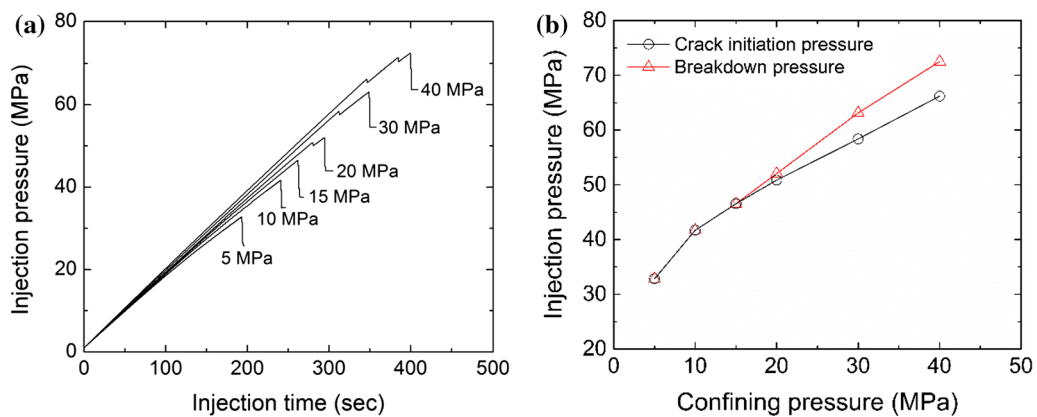 (a)
Injection pressure (MPa)
80
60
40
20
0
40 MPa
30 MPa
20 MPa
15 MPa
10 MPa
5 MPa
0
100
200
300
400
500
Injection time (sec)
(b)
Injection pressure (MPa)
80
70
60
50
40
30
20
Crack initiation pressure
Breakdown pressure
0
10
20
30
40
50
Confining pressure (MPa)